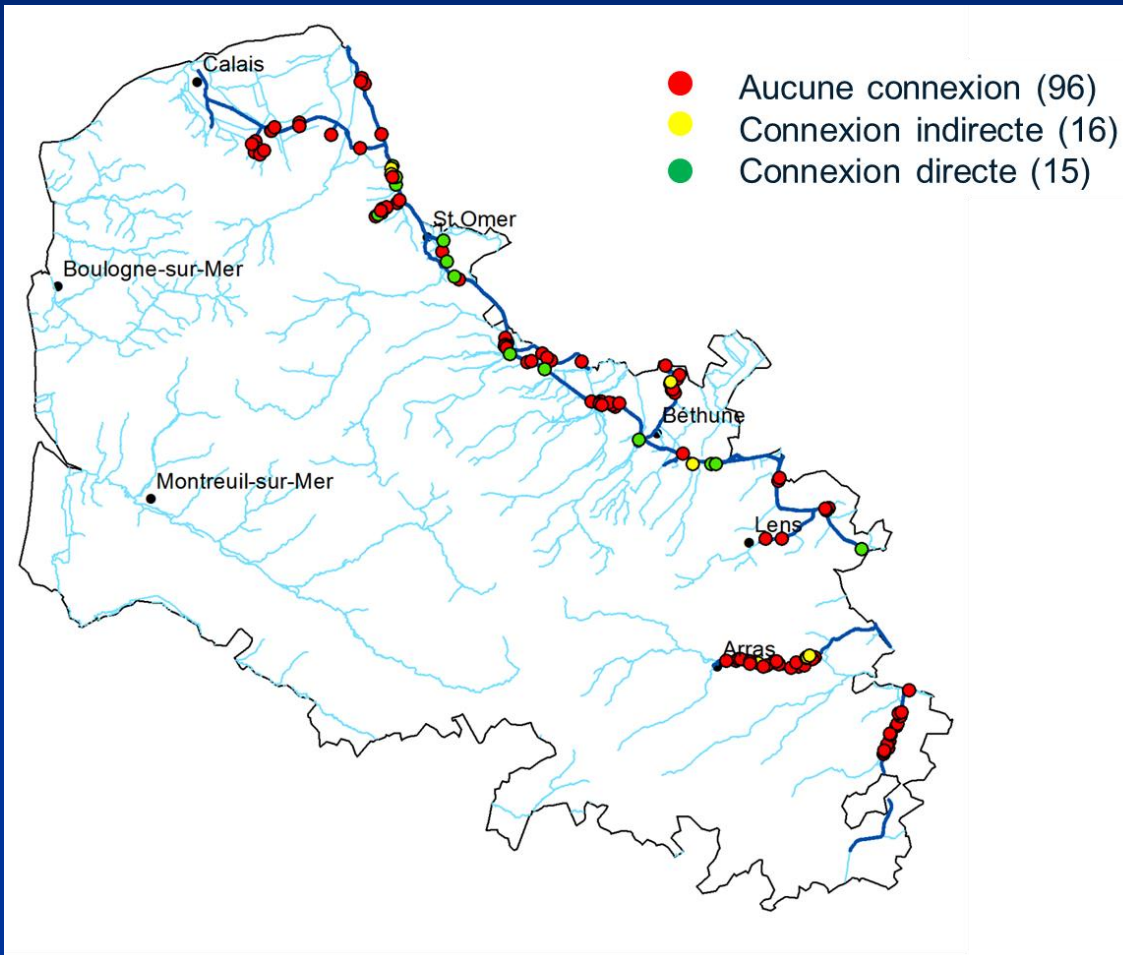 Calais
Aucune connexion (96)
Connexion indirecte (16)
Connexion directe (15)
St Omer
Boulogne-sur-Mer
Béthune
Montreuil-sur-Mer
Lens
Arras